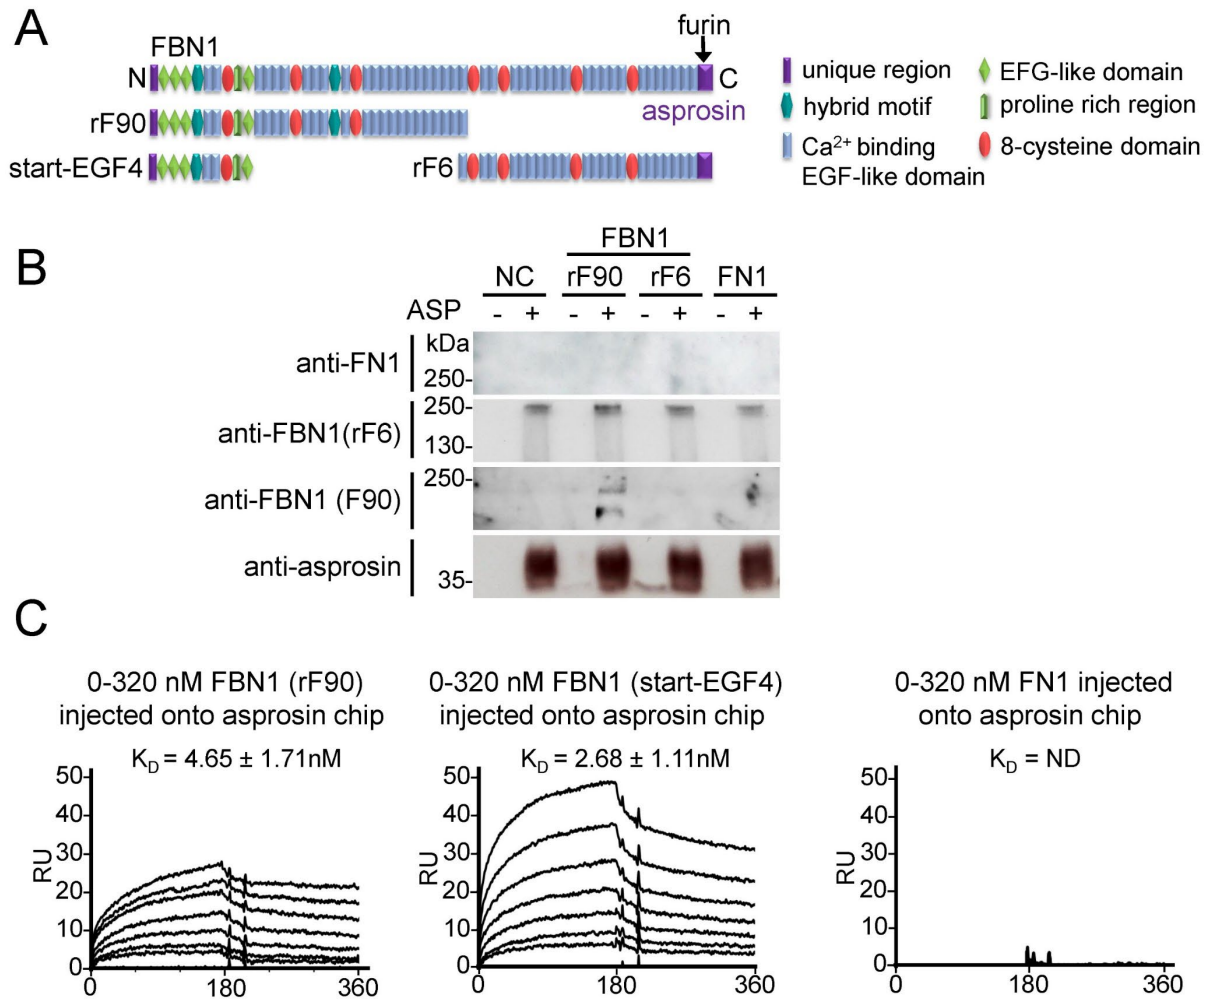 A
FBN1
furin
N
C
asprosin
rF90
start-EGF4
rF6
unique region
hybrid motif
Ca2+ binding
EGF-like domain
EFG-like domain
proline rich region
8-cysteine domain
B
FBN1
NC rF90 rF6 FN1
ASP - + - + - + - +
kDa
anti-FN1
250-
anti-FBN1(rF6)
250-
130-
anti-FBN1 (F90)
250-
anti-asprosin
35-
C
0-320 nM FBN1 (rF90)
injected onto asprosin chip
KD = 4.65 ± 1.71nM
50
40
30
20
10
0
RU
0 180 360
0-320 nM FBN1 (start-EGF4)
injected onto asprosin chip
KD = 2.68 ± 1.11nM
50
40
30
20
10
0
RU
0 180 360
0-320 nM FN1 injected
onto asprosin chip
KD = ND
50
40
30
20
10
0
RU
0 180 360